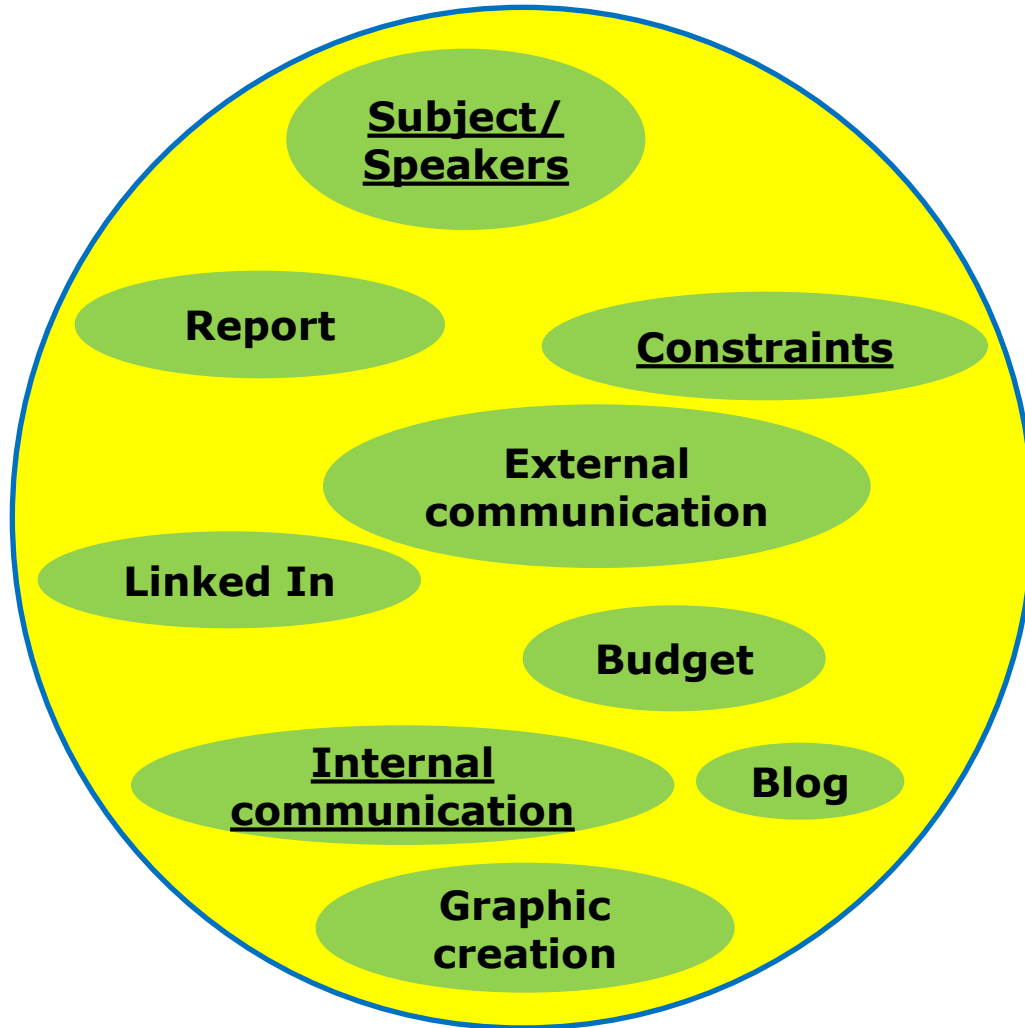 Subject/
Speakers
Report
Constraints
External
communication
Linked In
Budget
Internal
communication
Blog
Graphic
creation